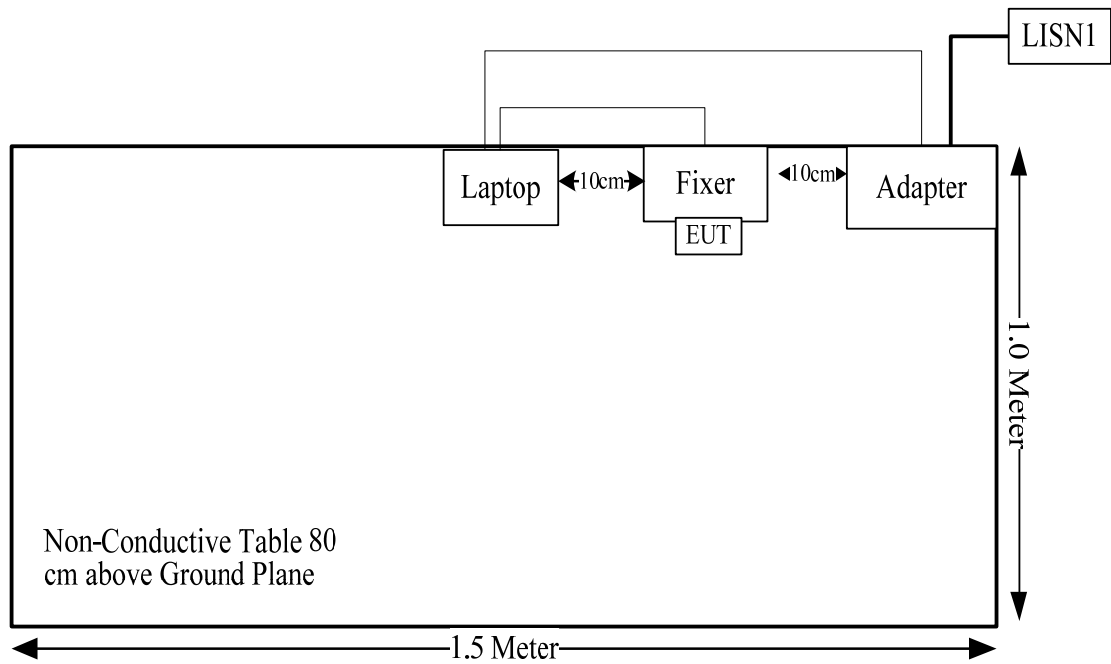 LISN1
Laptop
10cm
Fixer
10cm
Adapter
EUT
1.0 Meter
Non-Conductive Table 80
cm above Ground Plane
1.5 Meter